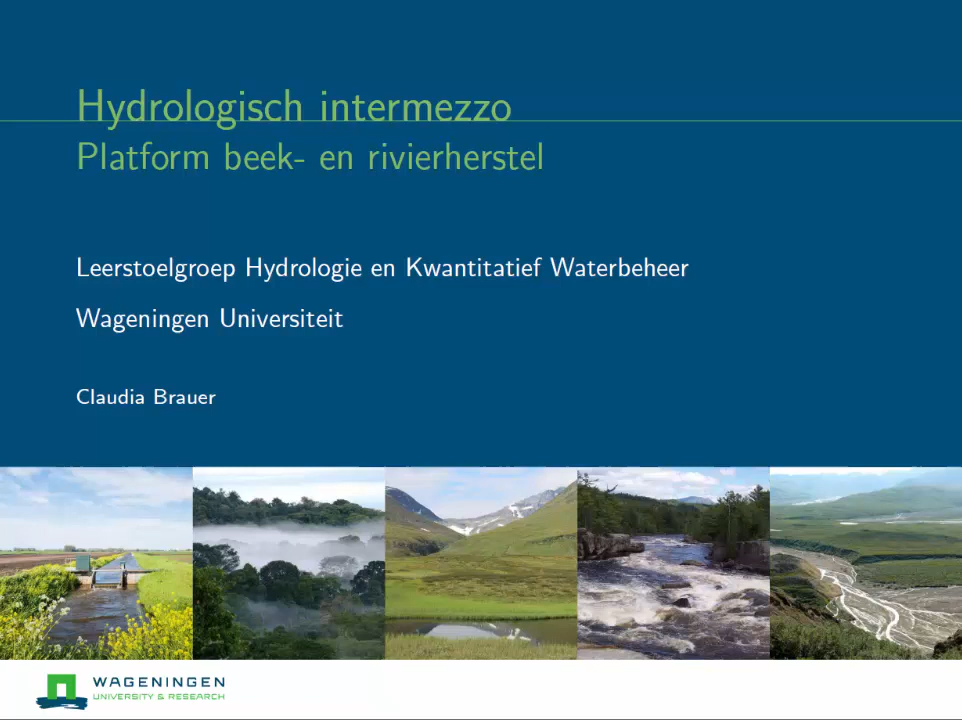 Hydrologisch intermezzo
Platform beek- en rivierherstel
Leerstoelgroep Hydrologie en Kwantitatief Waterbeheer
Wageningen Universiteit
Claudia Brauer
WAGENINGEN
UNIVERSITY & RESEARCH